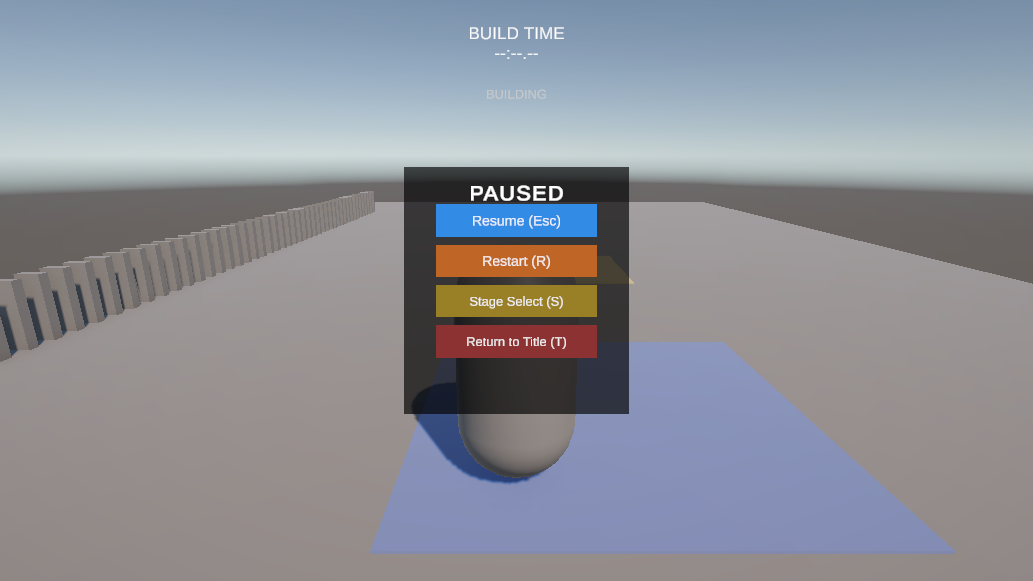 BUILD TIME
--:--.--
BUILDING
PAUSED
Resume (Esc)
Restart (R)
Stage Select (S)
Return to Title (T)